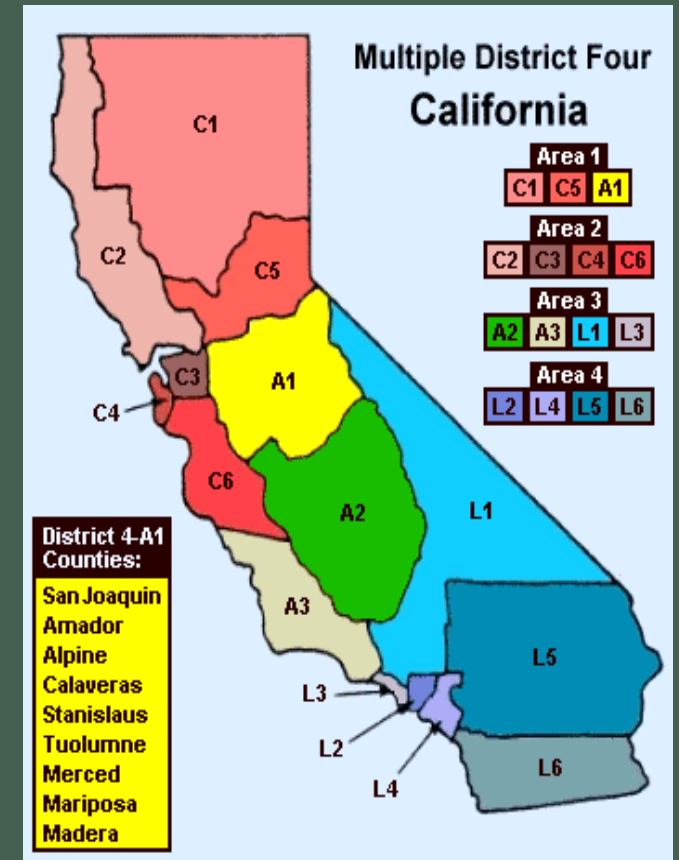 Multiple District Four
California
Area 1
C1 C5 A1
Area 2
C2 C3 C4 C6
Area 3
A2 A3 L1 L3
Area 4
L2 L4 L5 L6
C1
C2
C5
C3
A1
C4
C6
A2
L1
A3
L5
L3
L2
L6
L4
District 4-A1
Counties:
San Joaquin
Amador
Alpine
Calaveras
Stanislaus
Tuolumne
Merced
Mariposa
Madera